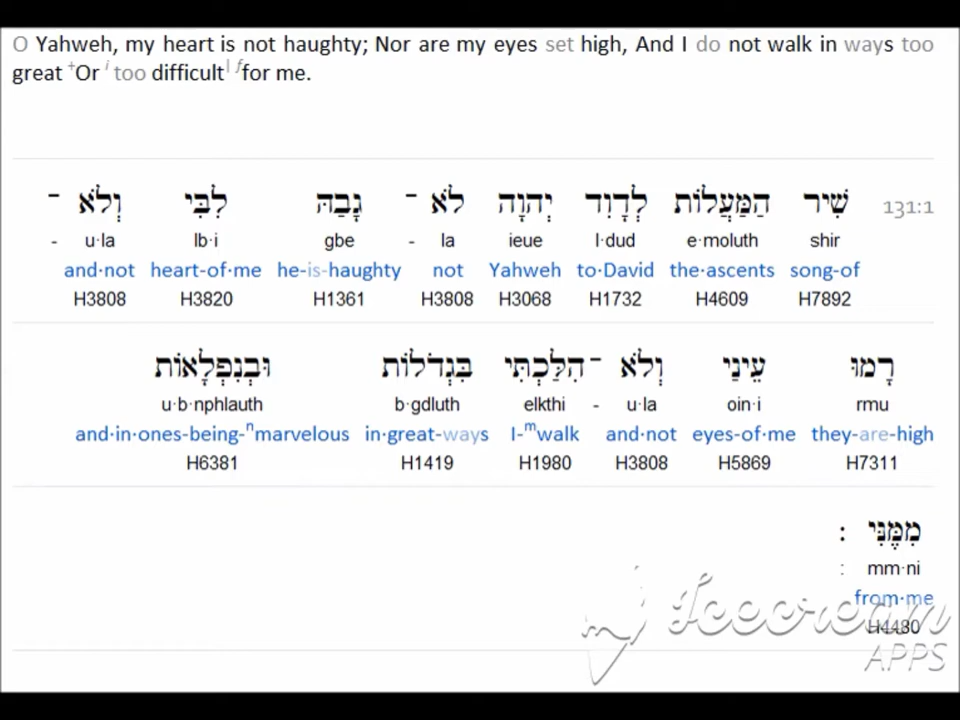 O Yahweh, my heart is not haughty; Nor are my eyes set high, And I do not walk in ways too
great +Or i too difficult| f for me.
131:1 שִׁיר הַמַּעֲלוֹת לְדָוִד יְהוָה לֹא ־ גָבַהּ לִבִּי וְלֹא ־
- u·la lb·i gbe - la ieue l·dud e·moluth shir
and·not heart-of·me he-is-haughty not Yahweh to·David the·ascents song-of
H3808 H3820 H1361 H3808 H3068 H1732 H4609 H7892
רָמוּ עֵינַי וְלֹא ־ הִלַּכְתִּי בִּגְדֹלוֹת וּבְנִפְלָאוֹת
u·b·nphlauth b·gdluth elkthi - u·la oin·i rmu
and·in·ones-being-nmarvelous in·great-ways I-mwalk and·not eyes-of·me they-are-high
H6381 H1419 H1980 H3808 H5869 H7311
מִמֶּנִּי :
: mm·ni
from·me
H4480
Icecream
APPS